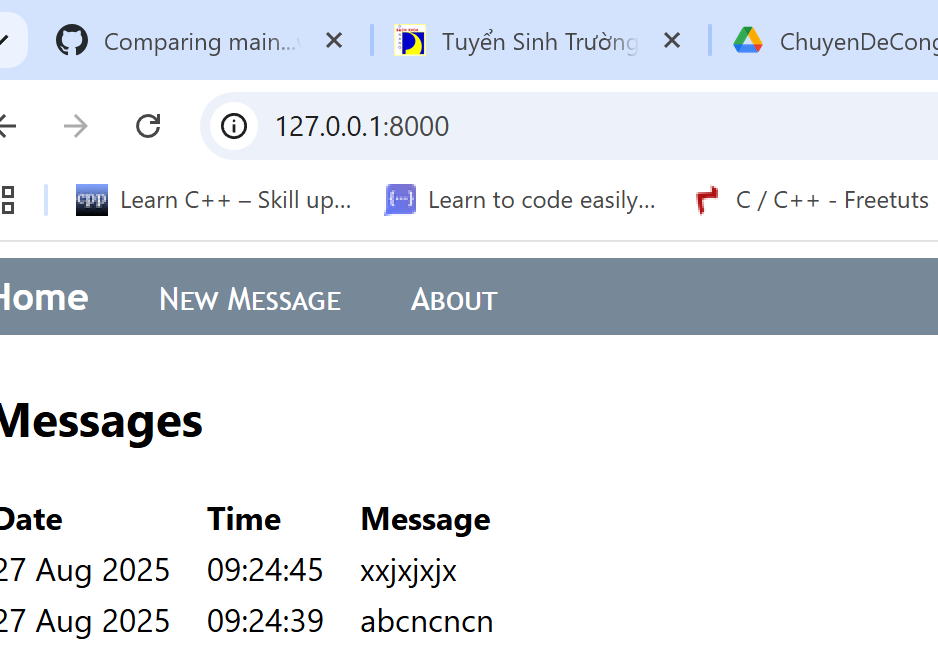 Comparing main...
Tuyển Sinh Trường
ChuyenDeCong
127.0.0.1:8000
cpp Learn C++ – Skill up...
{···} Learn to code easily...
C / C++ - Freetuts
Home
New Message
About
Messages
Date Time Message
27 Aug 2025 09:24:45 xxjxjxjx
27 Aug 2025 09:24:39 abcncncn